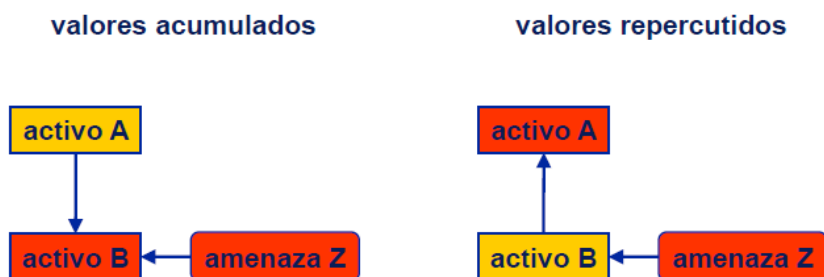 valores acumulados
activo A
activo B
amenaza Z
valores repercutidos
activo A
activo B
amenaza Z